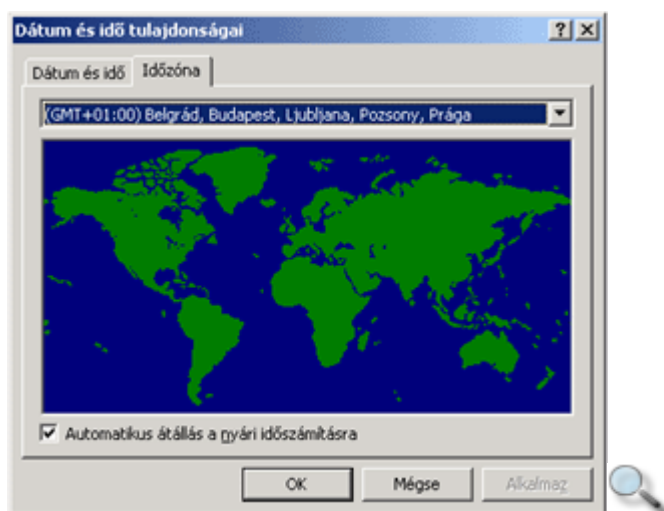 Dátum és idő tulajdonságai
Dátum és idő Időzóna
(GMT+01:00) Belgrád, Budapest, Ljubljana, Pozsony, Prága
Automatikus átállás a nyári időszámításra
OK Mégse Alkalmaz